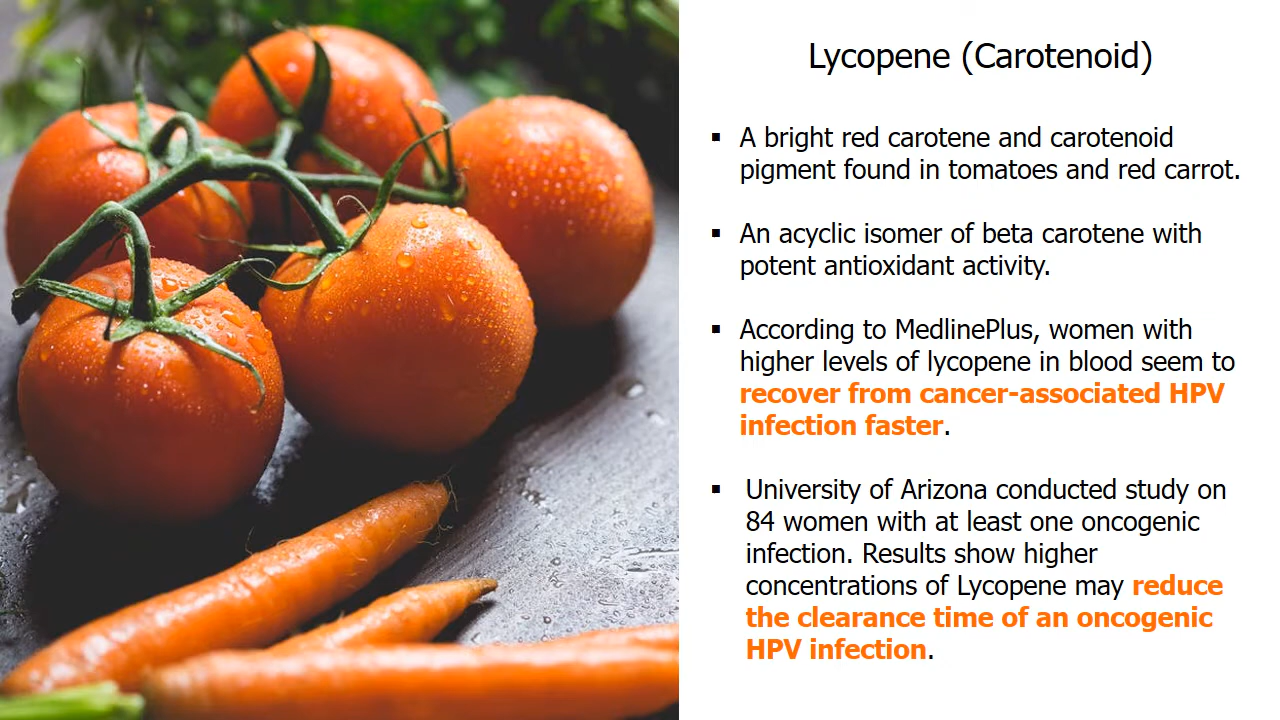 Lycopene (Carotenoid)
▪ A bright red carotene and carotenoid
pigment found in tomatoes and red carrot.
▪ An acyclic isomer of beta carotene with
potent antioxidant activity.
▪ According to MedlinePlus, women with
higher levels of lycopene in blood seem to
recover from cancer-associated HPV
infection faster.
▪ University of Arizona conducted study on
84 women with at least one oncogenic
infection. Results show higher
concentrations of Lycopene may reduce
the clearance time of an oncogenic
HPV infection.